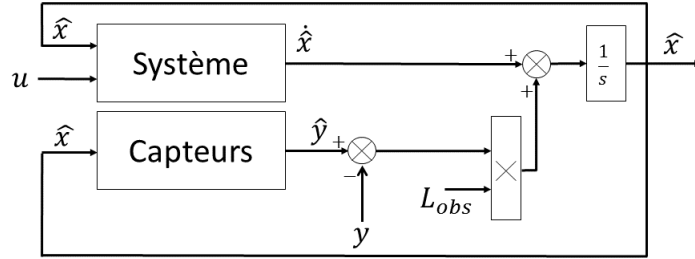 x̂
ẋ̂
u
Système
+
+
1/s
x̂
x̂
Capteurs
ŷ
+
−
×
L_obs
y